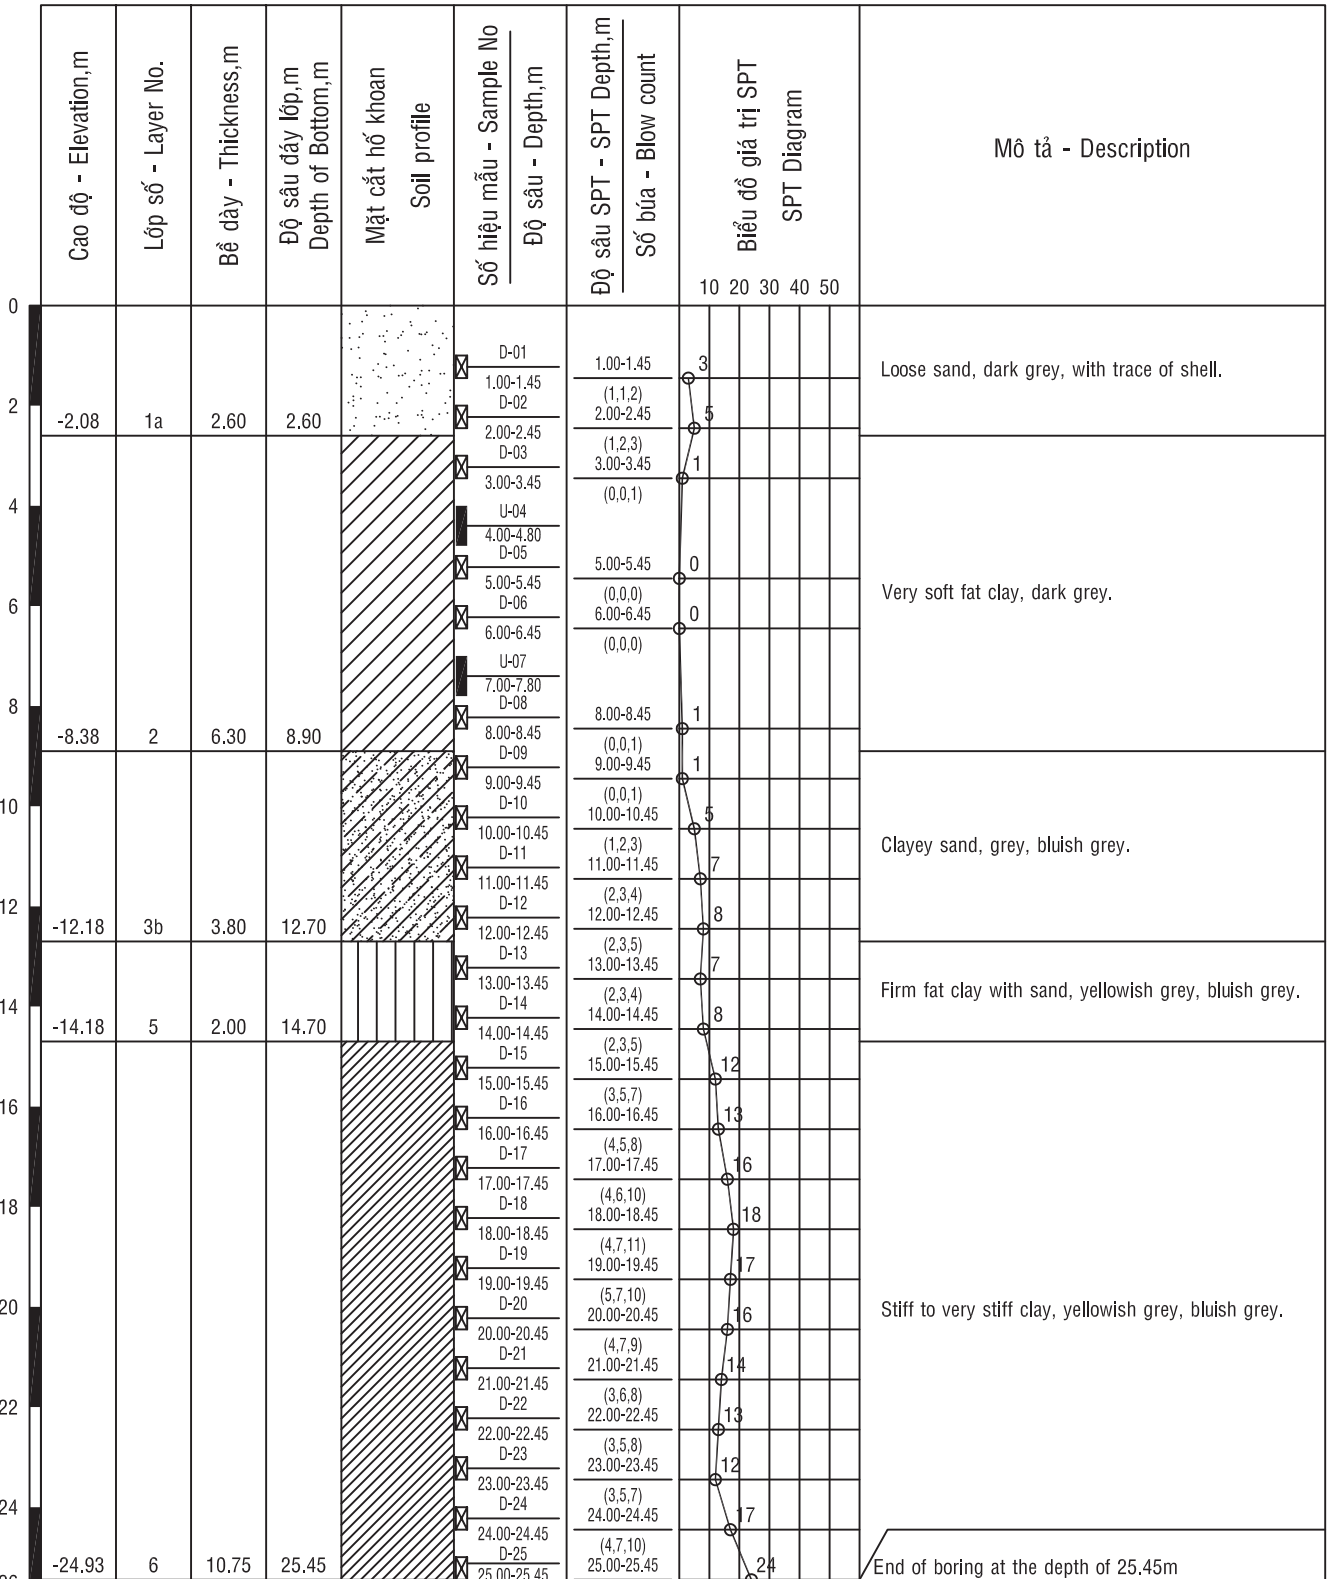 Cao độ - Elevation,m
Lớp số - Layer No.
Bề dày - Thickness,m
Độ sâu đáy lớp,m
Depth of Bottom,m
Mặt cắt hố khoan
Soil profile
Số hiệu mẫu - Sample No
Độ sâu - Depth,m
Độ sâu SPT - SPT Depth,m
Số búa - Blow count
Biểu đồ giá trị SPT
SPT Diagram
10 20 30 40 50
Mô tả - Description
0
D-01
1.00-1.45
1.00-1.45
(1,1,2)
3
Loose sand, dark grey, with trace of shell.
2
D-02
2.00-2.45
2.00-2.45
(1,2,3)
5
-2.08 1a 2.60 2.60
D-03
3.00-3.45
3.00-3.45
(0,0,1)
1
4
U-04
4.00-4.80
D-05
5.00-5.45
5.00-5.45
(0,0,0)
0
Very soft fat clay, dark grey.
6
D-06
6.00-6.45
6.00-6.45
(0,0,0)
0
U-07
7.00-7.80
8
D-08
8.00-8.45
8.00-8.45
(0,0,1)
1
-8.38 2 6.30 8.90
D-09
9.00-9.45
9.00-9.45
(0,0,1)
1
10
D-10
10.00-10.45
10.00-10.45
(1,2,3)
5
Clayey sand, grey, bluish grey.
D-11
11.00-11.45
11.00-11.45
(2,3,4)
7
12
D-12
12.00-12.45
12.00-12.45
(2,3,5)
8
-12.18 3b 3.80 12.70
D-13
13.00-13.45
13.00-13.45
(2,3,4)
7
Firm fat clay with sand, yellowish grey, bluish grey.
14
D-14
14.00-14.45
14.00-14.45
(2,3,5)
8
-14.18 5 2.00 14.70
D-15
15.00-15.45
15.00-15.45
(3,5,7)
12
16
D-16
16.00-16.45
16.00-16.45
(4,5,8)
13
D-17
17.00-17.45
17.00-17.45
(4,6,10)
16
18
D-18
18.00-18.45
18.00-18.45
(4,7,11)
18
D-19
19.00-19.45
19.00-19.45
(5,7,10)
17
20
Stiff to very stiff clay, yellowish grey, bluish grey.
D-20
20.00-20.45
20.00-20.45
(4,7,9)
16
D-21
21.00-21.45
21.00-21.45
(3,6,8)
14
22
D-22
22.00-22.45
22.00-22.45
(3,5,8)
13
D-23
23.00-23.45
23.00-23.45
(3,5,7)
12
24
D-24
24.00-24.45
24.00-24.45
(4,7,10)
17
D-25
25.00-25.45
25.00-25.45
24
-24.93 6 10.75 25.45
End of boring at the depth of 25.45m